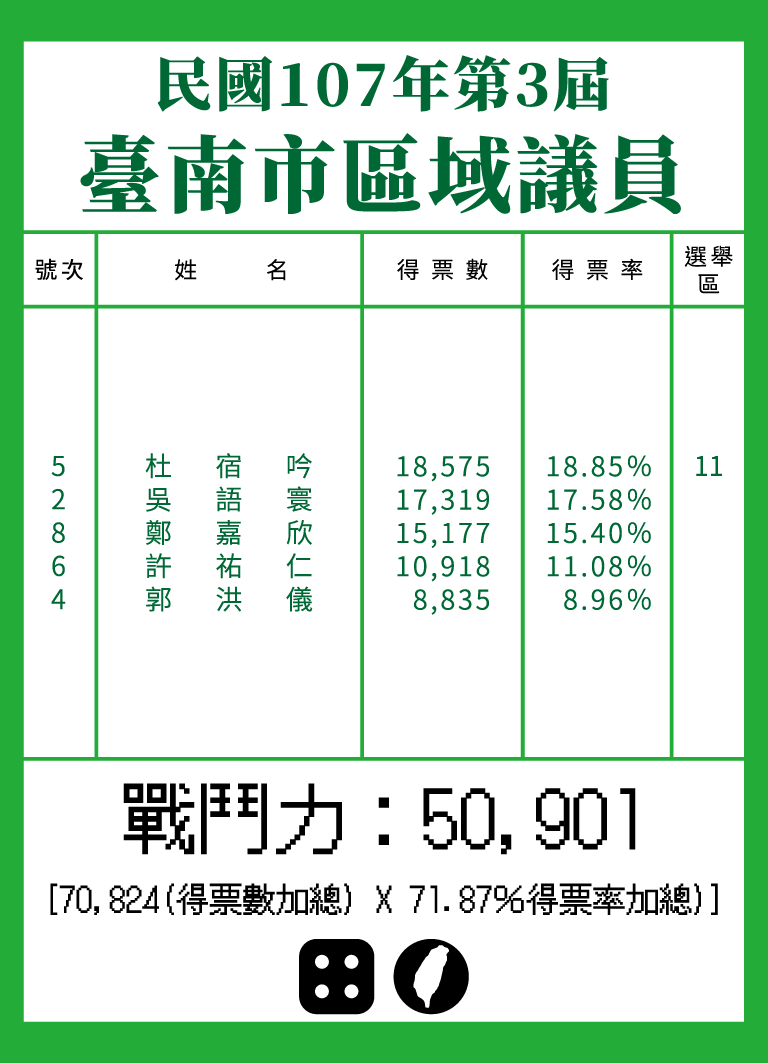 民國107年第3屆
臺南市區域議員
號次 姓名 得票數 得票率 選舉區
5 杜宿吟 18,575 18.85% 11
2 吳語寰 17,319 17.58%
8 鄭嘉欣 15,177 15.40%
6 許祐仁 10,918 11.08%
4 郭洪儀 8,835 8.96%
戰鬥力：50,901
[70,824(得票數加總) X 71.87%得票率加總)]